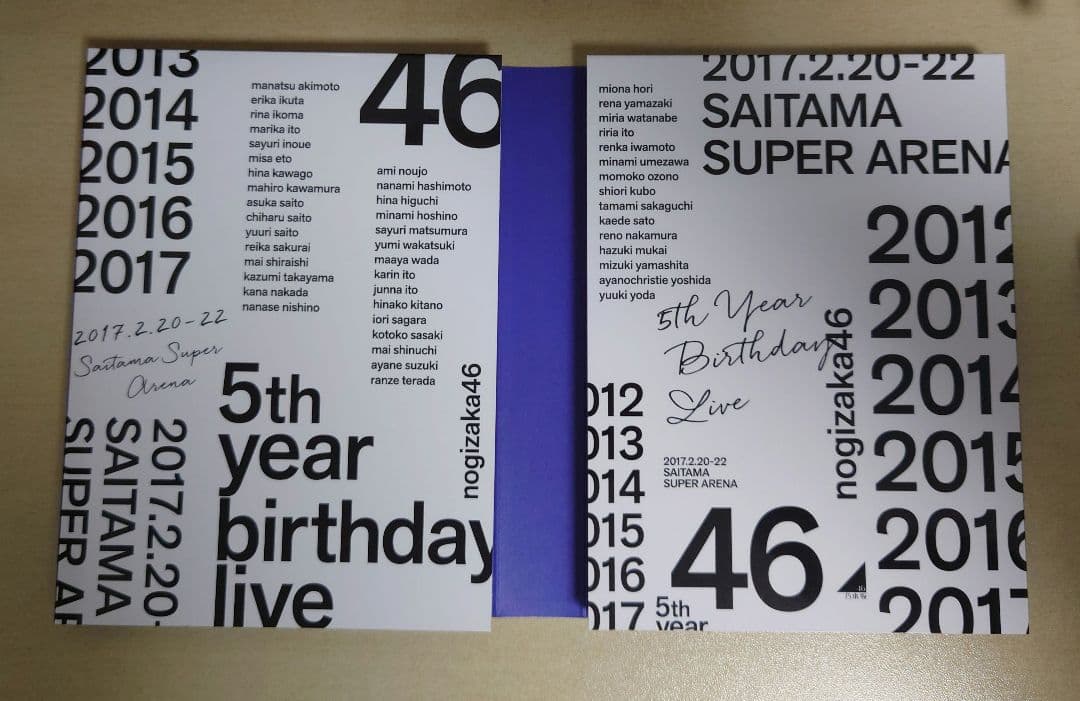 2013
2014
2015
2016
2017
manatsu akimoto
erika ikuta
rina ikoma
marika ito
sayuri inoue
misa eto
hina kawago
mahiro kawamura
asuka saito
chiharu saito
yuuri saito
reika sakurai
mai shiraishi
kazumi takayama
kana nakada
nanase nishino
46
ami noujo
nanami hashimoto
hina higuchi
minami hoshino
sayuri matsumura
yumi wakatsuki
maaya wada
karin ito
junna ito
hinako kitano
iori sagara
kotoko sasaki
mai shinuchi
ayane suzuki
ranze terada
2017.2.20-22
Saitama Super
Arena
2017.2.20-
SAITAMA
SUPER AR
5th
year
birthday
live
nogizaka46
miona hori
rena yamazaki
miria watanabe
riria ito
renka iwamoto
minami umezawa
momoko ozono
shiori kubo
tamami sakaguchi
kaede sato
reno nakamura
hazuki mukai
mizuki yamashita
ayanochristie yoshida
yuuki yoda
2017.2.20-22
SAITAMA
SUPER ARENA
5th Year
Birthday
Live
nogizaka46
2012
2013
2014
2015
2016
2017
012
013
014
015
016
017
2017.2.20-22
SAITAMA
SUPER ARENA
46
5th
year